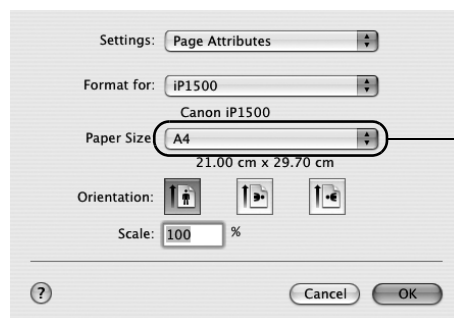 Settings: Page Attributes
Format for: iP1500
Canon iP1500
Paper Size A4
21.00 cm x 29.70 cm
Orientation:
Scale: 100 %
? Cancel OK